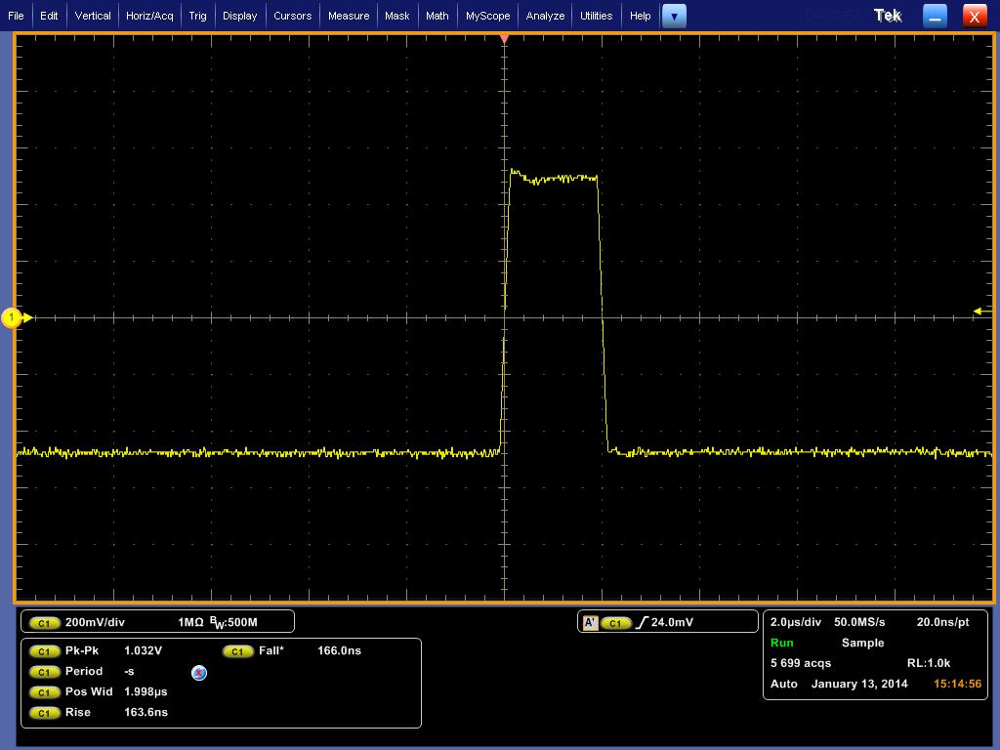 File Edit Vertical Horiz/Acq Trig Display Cursors Measure Mask Math MyScope Analyze Utilities Help Tek X
1
C1 200mV/div 1MΩ BW:500M
A' C1 24.0mV
2.0µs/div 50.0MS/s 20.0ns/pt
Run Sample
5 699 acqs RL:1.0k
Auto January 13, 2014 15:14:56
C1 Pk-Pk 1.032V C1 Fall* 166.0ns
C1 Period -s
C1 Pos Wid 1.998µs
C1 Rise 163.6ns